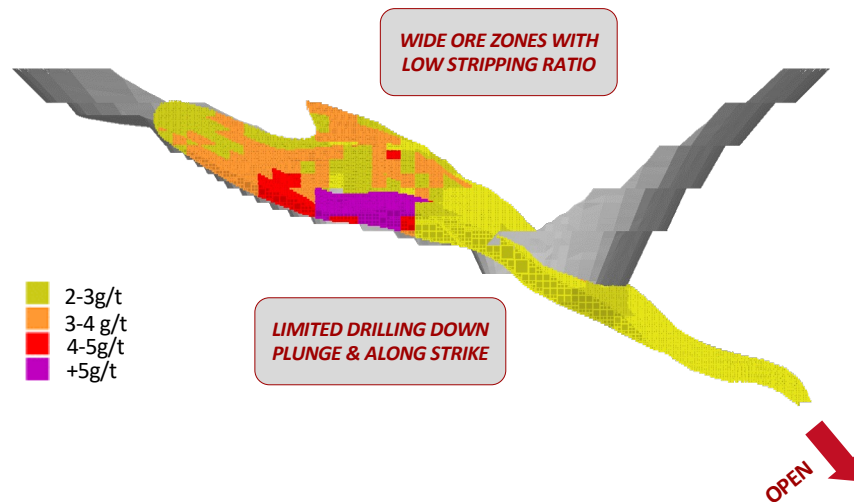 WIDE ORE ZONES WITH
LOW STRIPPING RATIO
2-3g/t
3-4 g/t
4-5g/t
+5g/t
LIMITED DRILLING DOWN
PLUNGE & ALONG STRIKE
OPEN